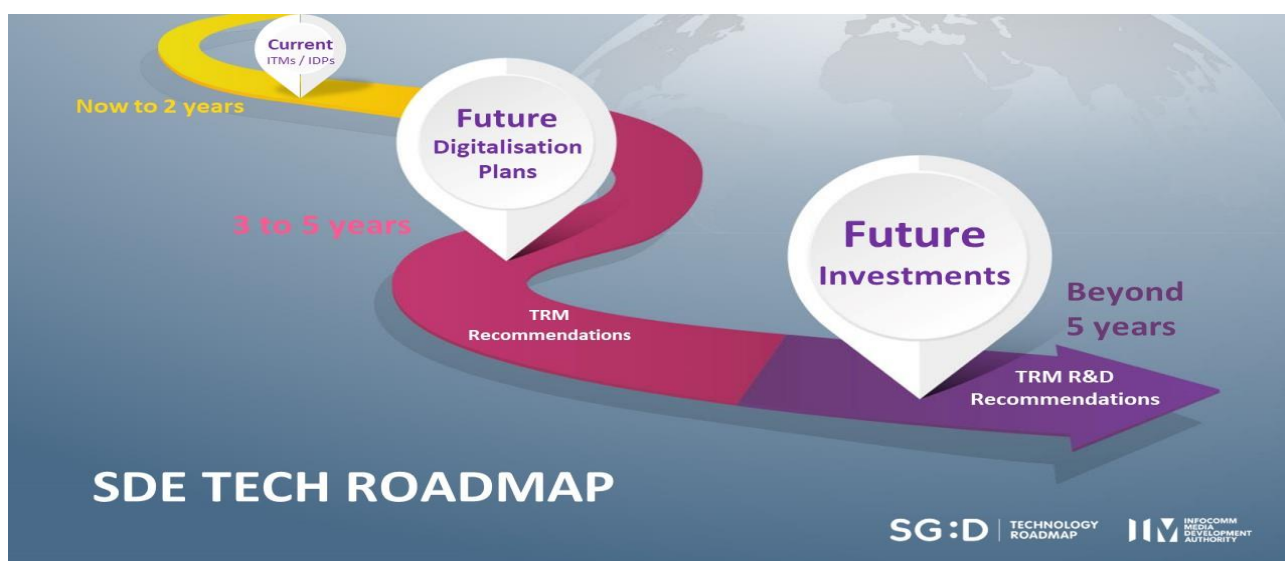 Current
ITMs / IDPs
Now to 2 years
Future
Digitalisation
Plans
3 to 5 years
TRM
Recommendations
Future
Investments
Beyond
5 years
TRM R&D
Recommendations
SDE TECH ROADMAP
SG:D
TECHNOLOGY
ROADMAP
INFOCOMM
MEDIA
DEVELOPMENT
AUTHORITY